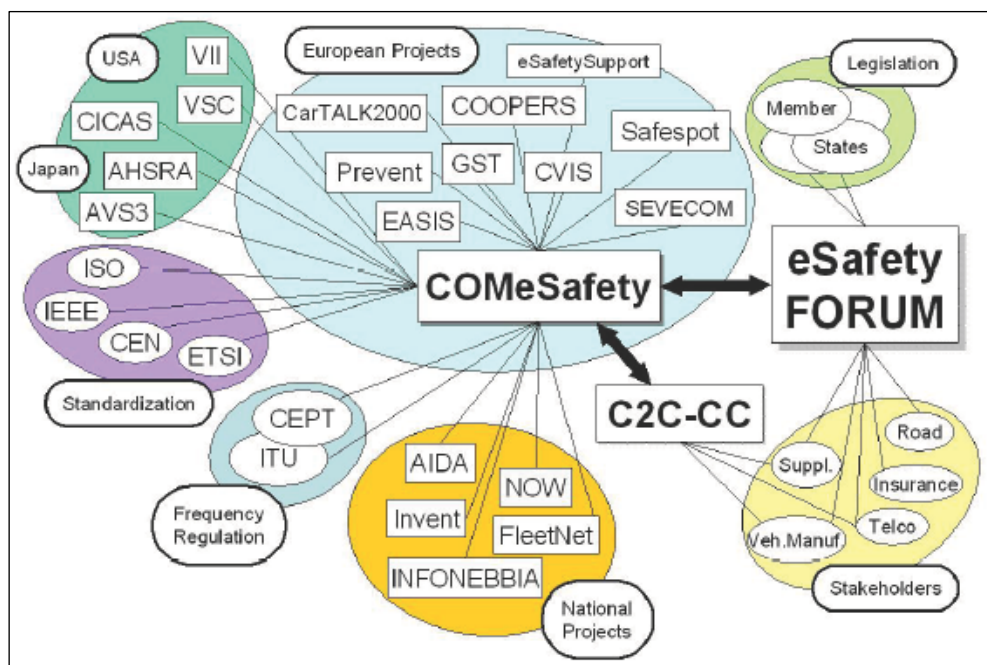 USA
VII
VSC
CICAS
Japan
AHSRA
AVS3
European Projects
eSafetySupport
CarTALK2000
COOPERS
Safespot
Prevent
GST
CVIS
EASIS
SEVECOM
COMeSafety
Legislation
Member
States
eSafety
FORUM
ISO
IEEE
CEN
ETSI
Standardization
C2C-CC
CEPT
ITU
Frequency
Regulation
AIDA
NOW
Invent
FleetNet
INFONEBBIA
National
Projects
Road
Suppl.
Insurance
Telco
Veh.Manuf
Stakeholders